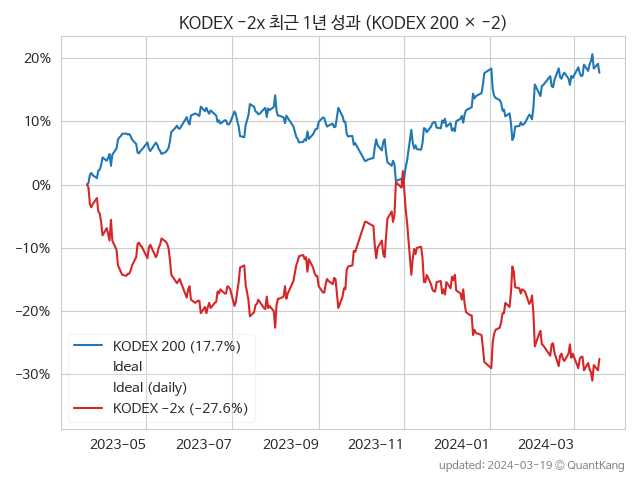 KODEX -2x 최근 1년 성과 (KODEX 200 × -2)
20%
10%
0%
-10%
-20%
-30%
KODEX 200 (17.7%)
Ideal
Ideal (daily)
KODEX -2x (-27.6%)
2023-05
2023-07
2023-09
2023-11
2024-01
2024-03
updated: 2024-03-19 © QuantKang